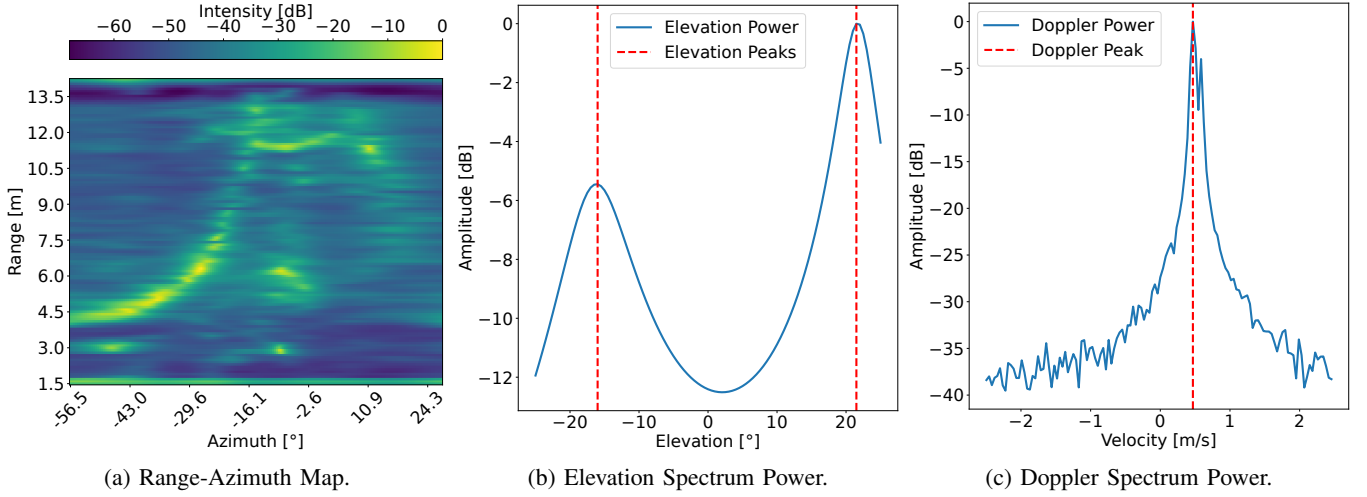 Intensity [dB]
−60 −50 −40 −30 −20 −10 0
13.5
12.0
10.5
9.0
7.5
6.0
4.5
3.0
1.5
Range [m]
-56.5 -43.0 -29.6 -16.1 -2.6 10.9 24.3
Azimuth [°]
(a) Range-Azimuth Map.
Elevation Power
Elevation Peaks
0
−2
−4
−6
−8
−10
−12
Amplitude [dB]
−20 −10 0 10 20
Elevation [°]
(b) Elevation Spectrum Power.
Doppler Power
Doppler Peak
0
−5
−10
−15
−20
−25
−30
−35
−40
Amplitude [dB]
−2 −1 0 1 2
Velocity [m/s]
(c) Doppler Spectrum Power.